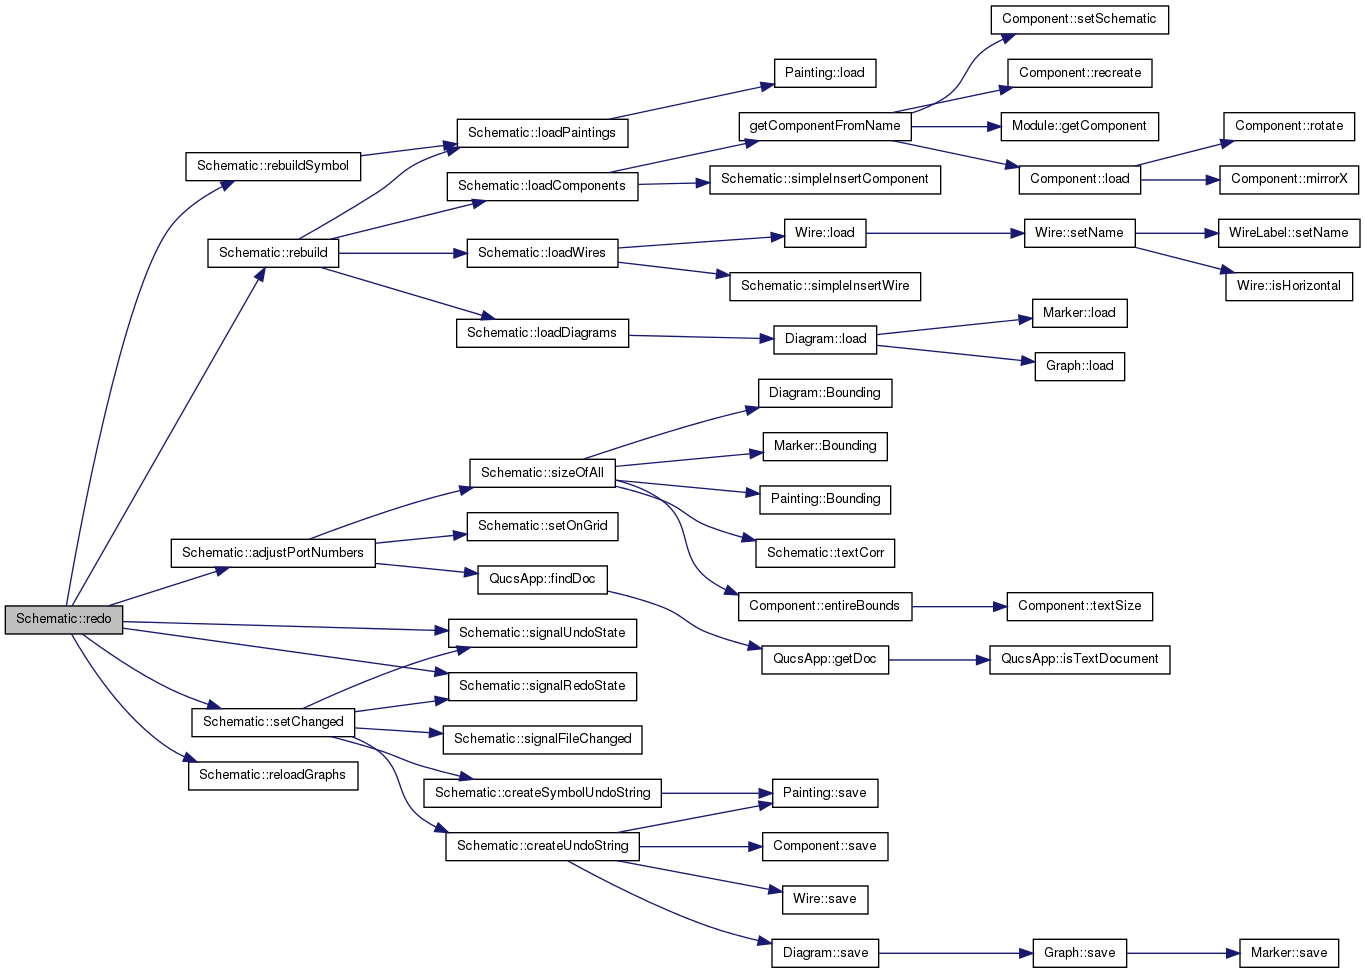 Component::setSchematic
Painting::load
Component::recreate
Schematic::loadPaintings
getComponentFromName
Module::getComponent
Component::rotate
Schematic::rebuildSymbol
Schematic::loadComponents
Schematic::simpleInsertComponent
Component::load
Component::mirrorX
Schematic::rebuild
Schematic::loadWires
Wire::load
Wire::setName
WireLabel::setName
Schematic::simpleInsertWire
Wire::isHorizontal
Schematic::loadDiagrams
Diagram::load
Marker::load
Graph::load
Diagram::Bounding
Marker::Bounding
Schematic::sizeOfAll
Painting::Bounding
Schematic::setOnGrid
Schematic::adjustPortNumbers
Schematic::textCorr
QucsApp::findDoc
Component::entireBounds
Component::textSize
Schematic::redo
Schematic::signalUndoState
QucsApp::getDoc
QucsApp::isTextDocument
Schematic::signalRedoState
Schematic::setChanged
Schematic::signalFileChanged
Schematic::reloadGraphs
Schematic::createSymbolUndoString
Painting::save
Schematic::createUndoString
Component::save
Wire::save
Diagram::save
Graph::save
Marker::save